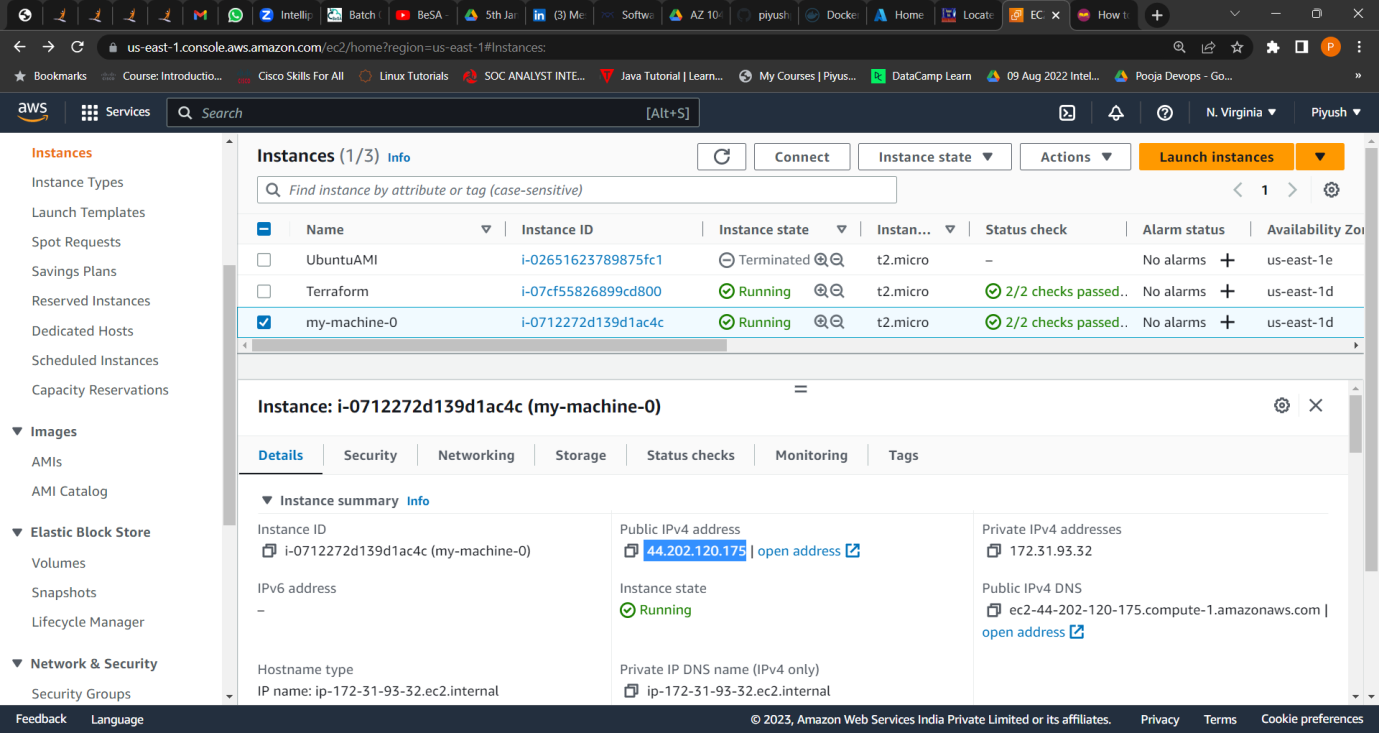 Intellip
Batch (
BeSA -
5th Jan
(3) Me
Softwa
AZ 104
piyush
Docke
Home
Locate
EC
How to
us-east-1.console.aws.amazon.com/ec2/home?region=us-east-1#Instances:
P
Bookmarks Course: Introductio... Cisco Skills For All Linux Tutorials SOC ANALYST INTE... Java Tutorial | Learn... My Courses | Piyus... DataCamp Learn 09 Aug 2022 Intel... Pooja Devops - Go... »
aws Services Search [Alt+S] N. Virginia Piyush
Instances
Instance Types
Launch Templates
Spot Requests
Savings Plans
Reserved Instances
Dedicated Hosts
Scheduled Instances
Capacity Reservations
Images
AMIs
AMI Catalog
Elastic Block Store
Volumes
Snapshots
Lifecycle Manager
Network & Security
Security Groups
Instances (1/3) Info Connect Instance state Actions Launch instances
Find instance by attribute or tag (case-sensitive) 1
Name Instance ID Instance state Instan... Status check Alarm status Availability Zo
UbuntuAMI i-02651623789875fc1 Terminated t2.micro – No alarms + us-east-1e
Terraform i-07cf55826899cd800 Running t2.micro 2/2 checks passed.. No alarms + us-east-1d
my-machine-0 i-0712272d139d1ac4c Running t2.micro 2/2 checks passed.. No alarms + us-east-1d
Instance: i-0712272d139d1ac4c (my-machine-0)
Details Security Networking Storage Status checks Monitoring Tags
Instance summary Info
Instance ID
i-0712272d139d1ac4c (my-machine-0)
Public IPv4 address
44.202.120.175 | open address
Private IPv4 addresses
172.31.93.32
IPv6 address
–
Instance state
Running
Public IPv4 DNS
ec2-44-202-120-175.compute-1.amazonaws.com |
open address
Hostname type
IP name: ip-172-31-93-32.ec2.internal
Private IP DNS name (IPv4 only)
ip-172-31-93-32.ec2.internal
Feedback Language © 2023, Amazon Web Services India Private Limited or its affiliates. Privacy Terms Cookie preferences